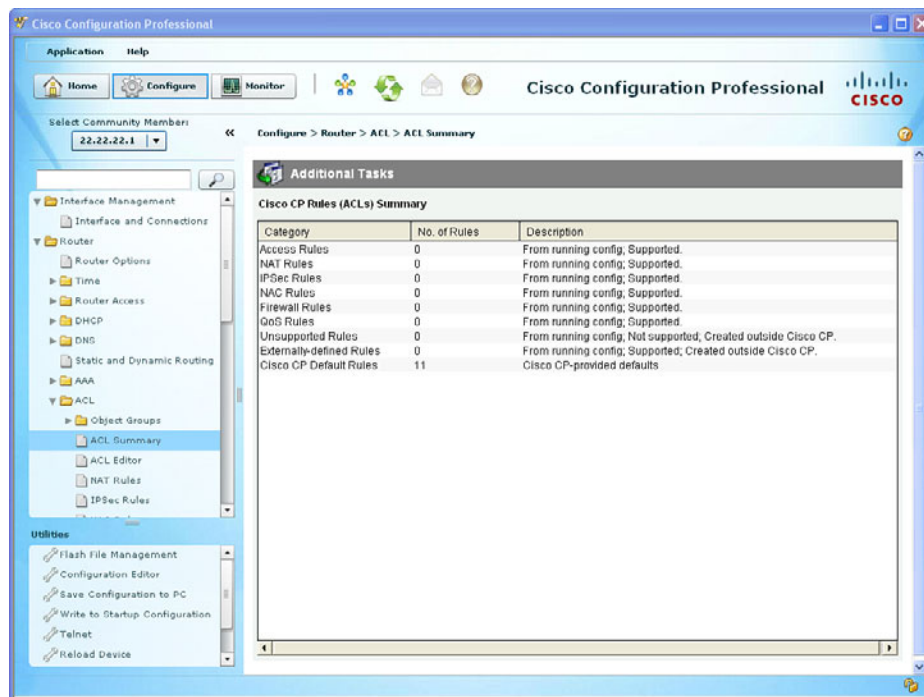 Cisco Configuration Professional
Application Help
Home Configure Monitor
Cisco Configuration Professional
CISCO
Select Community Member:
22.22.22.1
Configure > Router > ACL > ACL Summary
Interface Management
Interface and Connections
Router
Router Options
Time
Router Access
DHCP
DNS
Static and Dynamic Routing
AAA
ACL
Object Groups
ACL Summary
ACL Editor
NAT Rules
IPSec Rules
Utilities
Flash File Management
Configuration Editor
Save Configuration to PC
Write to Startup Configuration
Telnet
Reload Device
Additional Tasks
Cisco CP Rules (ACLs) Summary
Category No. of Rules Description
Access Rules 0 From running config; Supported.
NAT Rules 0 From running config; Supported.
IPSec Rules 0 From running config; Supported.
NAC Rules 0 From running config; Supported.
Firewall Rules 0 From running config; Supported.
QoS Rules 0 From running config; Supported.
Unsupported Rules 0 From running config; Not supported; Created outside Cisco CP.
Externally-defined Rules 0 From running config; Supported; Created outside Cisco CP.
Cisco CP Default Rules 11 Cisco CP-provided defaults